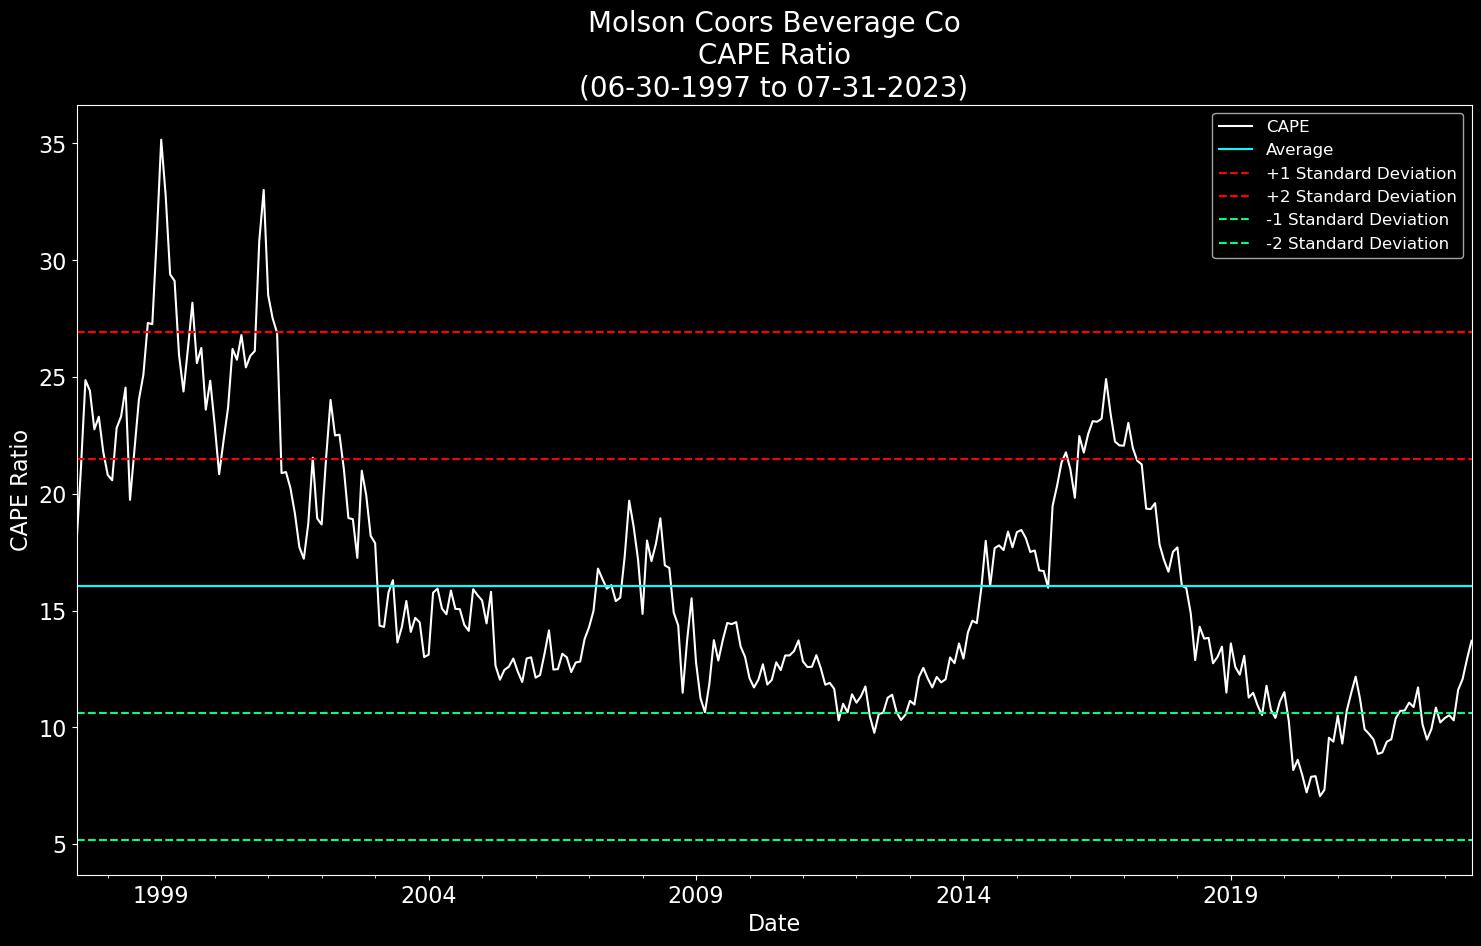 Molson Coors Beverage Co
CAPE Ratio
(06-30-1997 to 07-31-2023)
CAPE
Average
+1 Standard Deviation
+2 Standard Deviation
-1 Standard Deviation
-2 Standard Deviation
35
30
25
20
15
10
5
CAPE Ratio
1999
2004
2009
2014
2019
Date